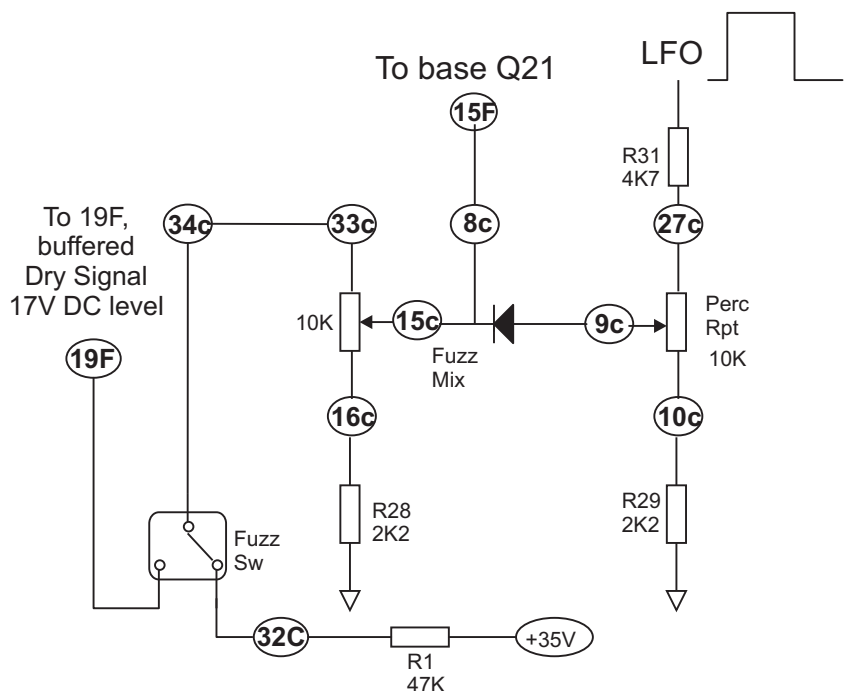 LFO
To base Q21
15F
R31
4K7
To 19F,
buffered
Dry Signal
17V DC level
34c
33c
8c
27c
10K
15c
9c
Perc
Rpt
10K
Fuzz
Mix
19F
16c
10c
R28
2K2
R29
2K2
Fuzz
Sw
32C
+35V
R1
47K